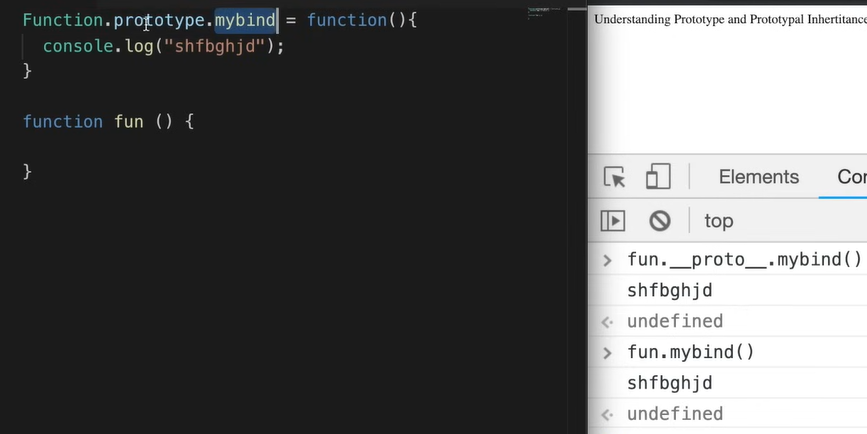 Function.prototype.mybind = function(){
console.log("shfbghjd");
}
function fun () {
}
Understanding Prototype and Prototypal Inhertitance
Elements Con
top
> fun.__proto__.mybind()
shfbghjd
undefined
> fun.mybind()
shfbghjd
undefined